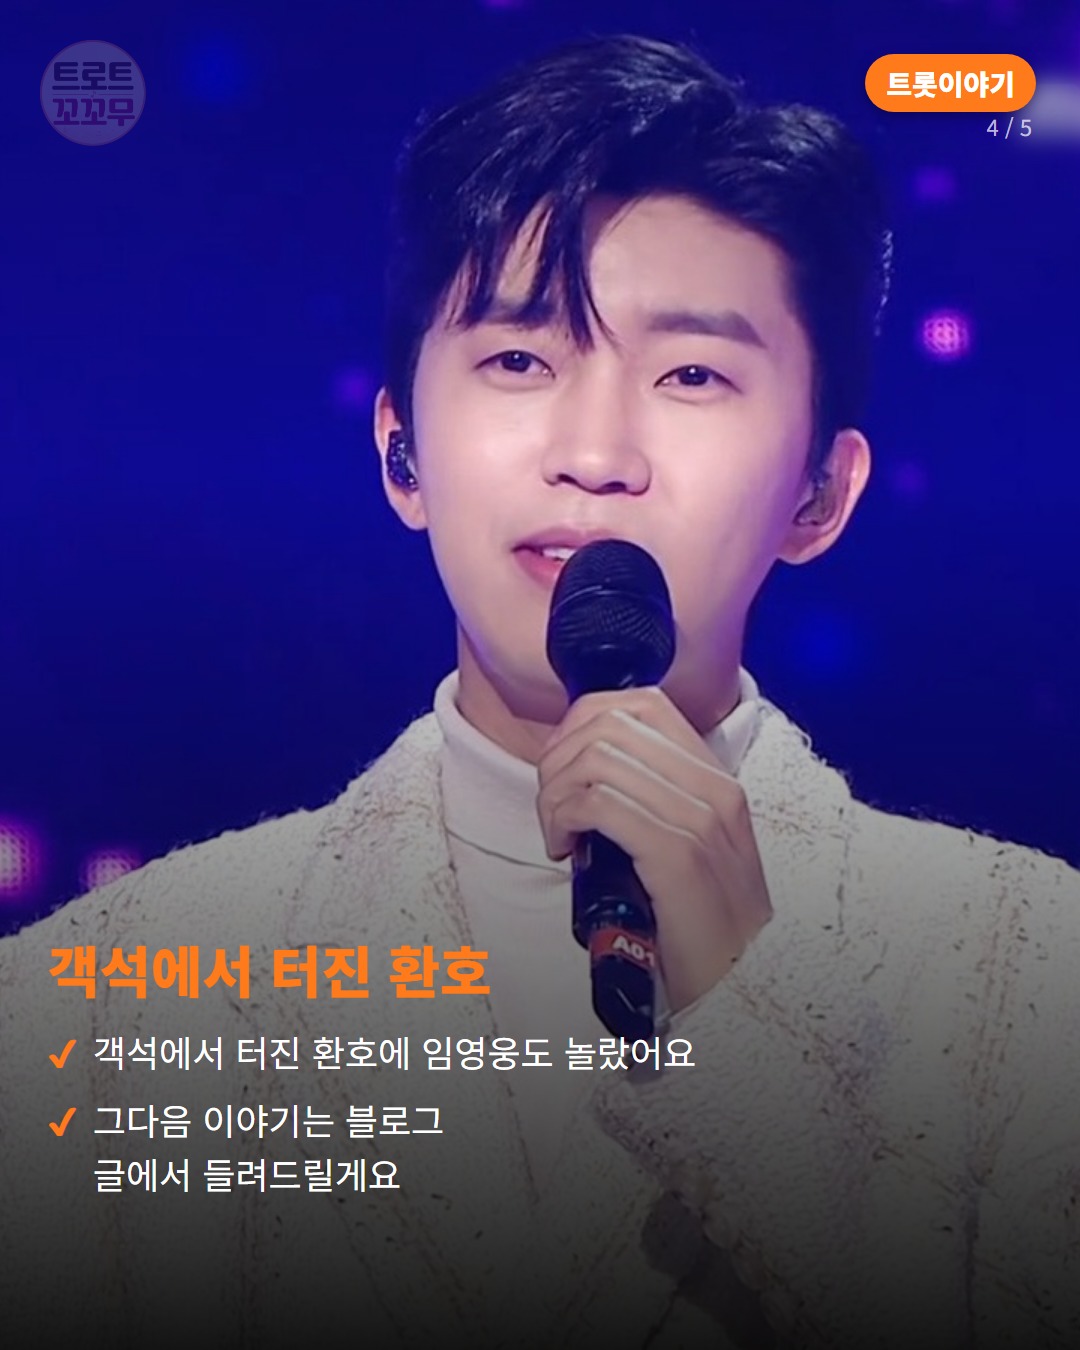 트로트
꼬꼬무
트롯이야기
4 / 5
A01
객석에서 터진 환호
✔ 객석에서 터진 환호에 임영웅도 놀랐어요
✔ 그다음 이야기는 블로그
글에서 들려드릴게요